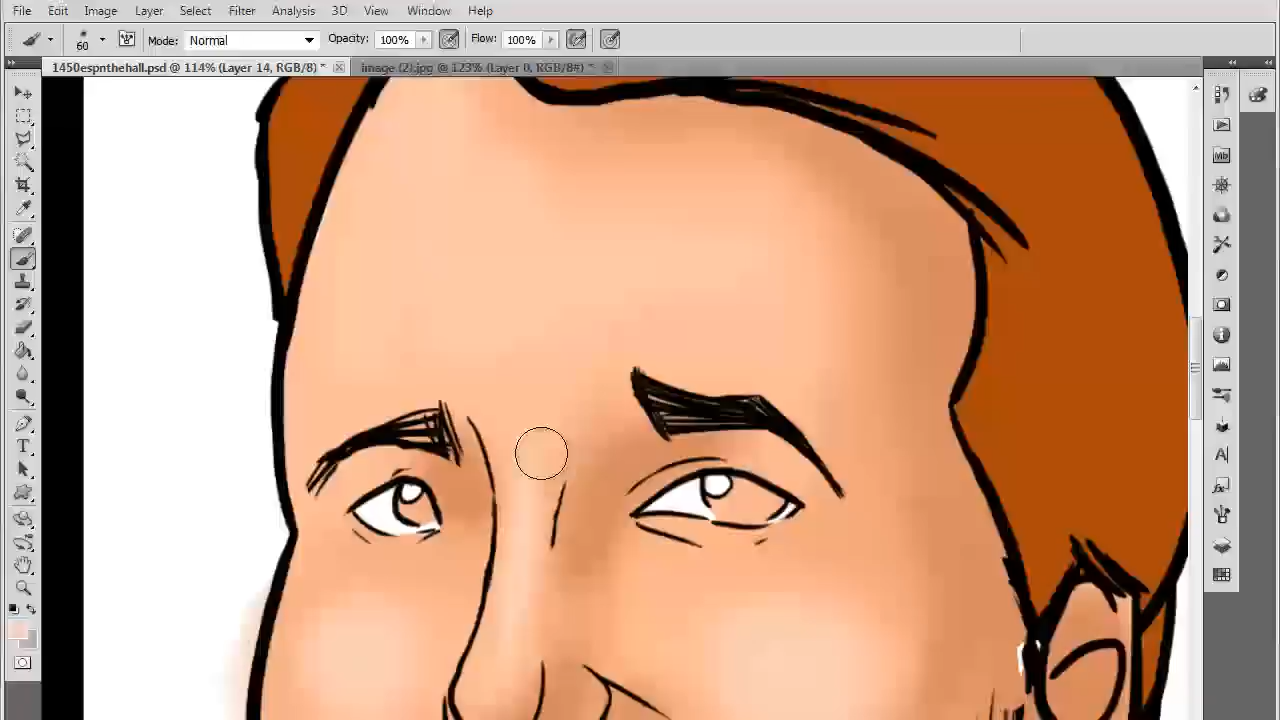 File Edit Image Layer Select Filter Analysis 3D View Window Help
60 Mode: Normal Opacity: 100% Flow: 100%
1450espnthehall.psd @ 114% (Layer 14, RGB/8) * image (2).jpg @ 123% (Layer 0, RGB/8#) *
Mb
T
A